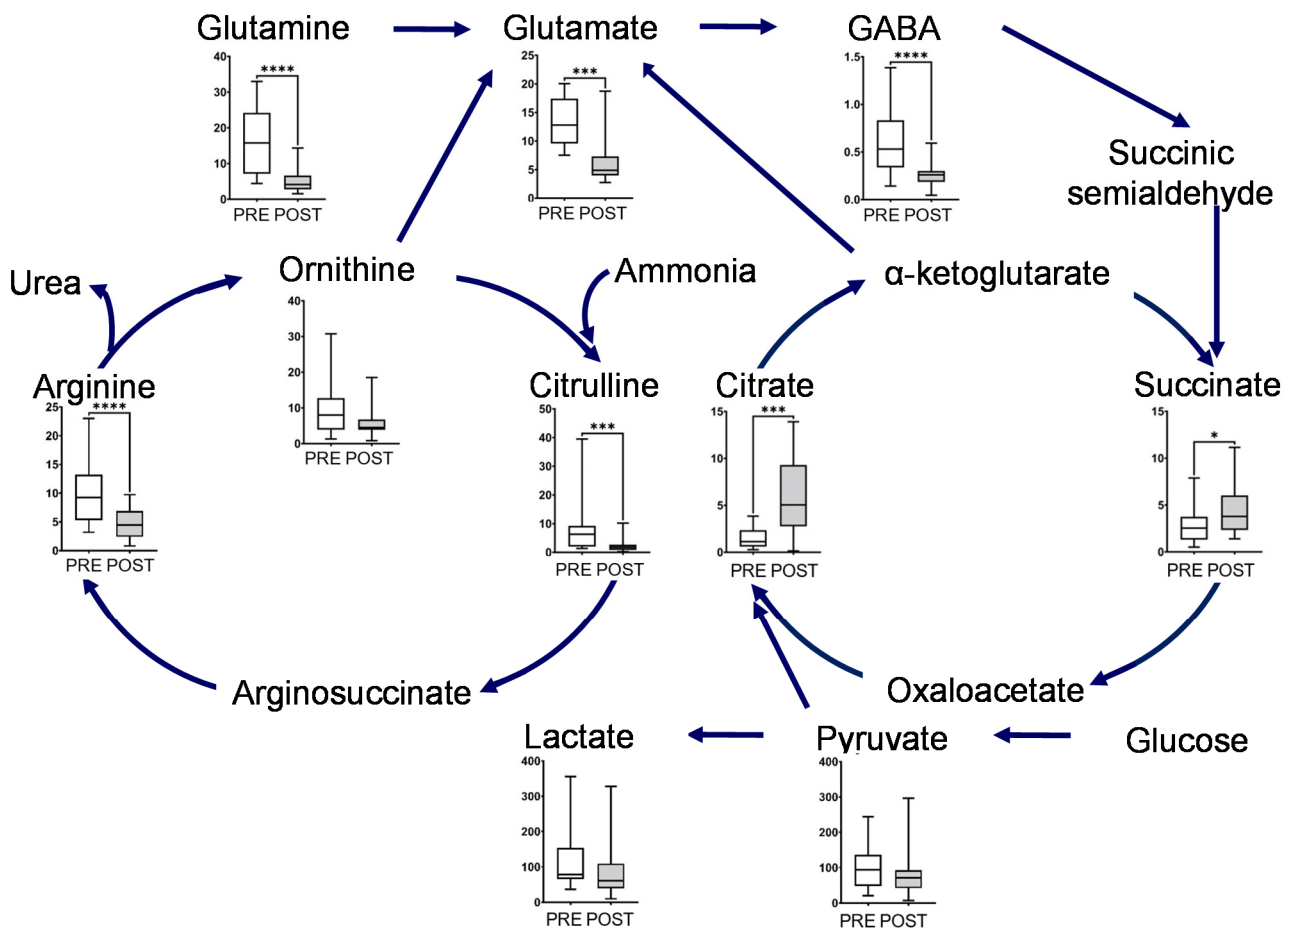 Glutamine
Glutamate
GABA
40
30
20
10
0
****
PRE POST
25
20
15
10
5
0
***
PRE POST
1.5
1.0
0.5
0.0
****
PRE POST
Succinic
semialdehyde
Urea
Ornithine
Ammonia
α-ketoglutarate
40
30
20
10
0
PRE POST
Arginine
25
20
15
10
5
0
****
PRE POST
Citrulline
50
40
30
20
10
0
***
PRE POST
Citrate
15
10
5
0
***
PRE POST
Succinate
15
10
5
0
*
PRE POST
Arginosuccinate
Oxaloacetate
Lactate
Pyruvate
Glucose
400
300
200
100
0
PRE POST
400
300
200
100
0
PRE POST